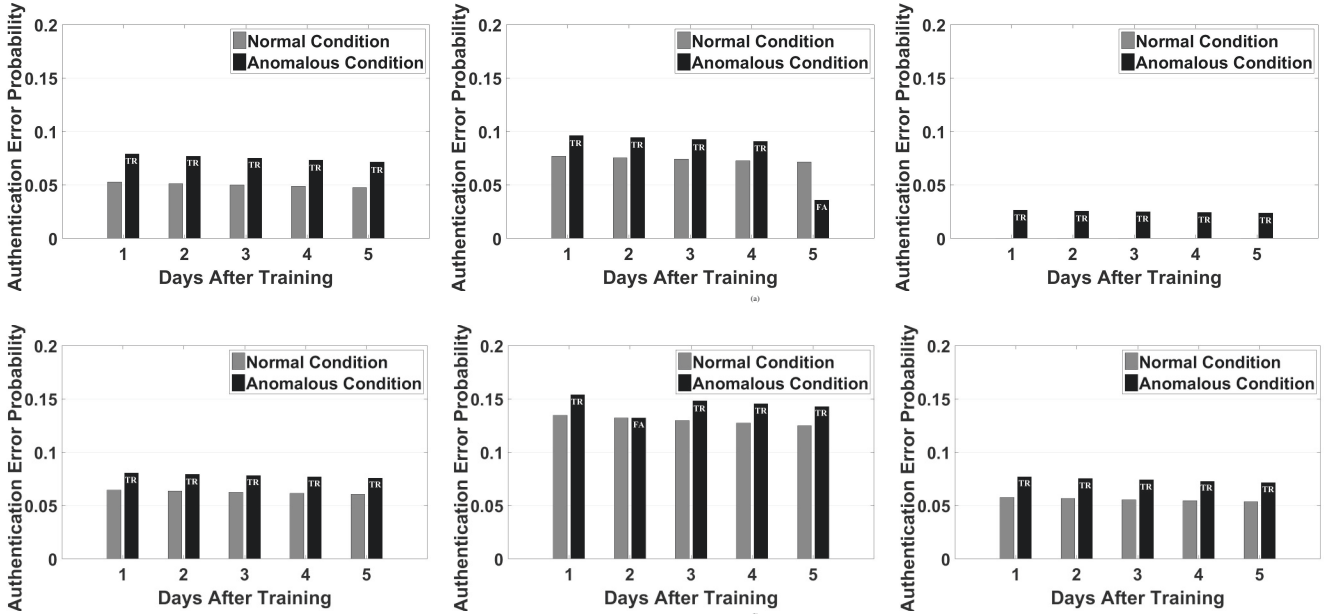 Authentication Error Probability
0.2
0.15
0.1
0.05
0
Normal Condition
Anomalous Condition
TR TR TR TR TR
1 2 3 4 5
Days After Training
Authentication Error Probability
0.2
0.15
0.1
0.05
0
Normal Condition
Anomalous Condition
TR TR TR TR FA
1 2 3 4 5
Days After Training
Authentication Error Probability
0.2
0.15
0.1
0.05
0
Normal Condition
Anomalous Condition
TR TR TR TR TR
1 2 3 4 5
Days After Training
(a)
Authentication Error Probability
0.2
0.15
0.1
0.05
0
Normal Condition
Anomalous Condition
TR TR TR TR TR
1 2 3 4 5
Days After Training
Authentication Error Probability
0.2
0.15
0.1
0.05
0
Normal Condition
Anomalous Condition
TR FA TR TR TR
1 2 3 4 5
Days After Training
Authentication Error Probability
0.2
0.15
0.1
0.05
0
Normal Condition
Anomalous Condition
TR TR TR TR TR
1 2 3 4 5
Days After Training